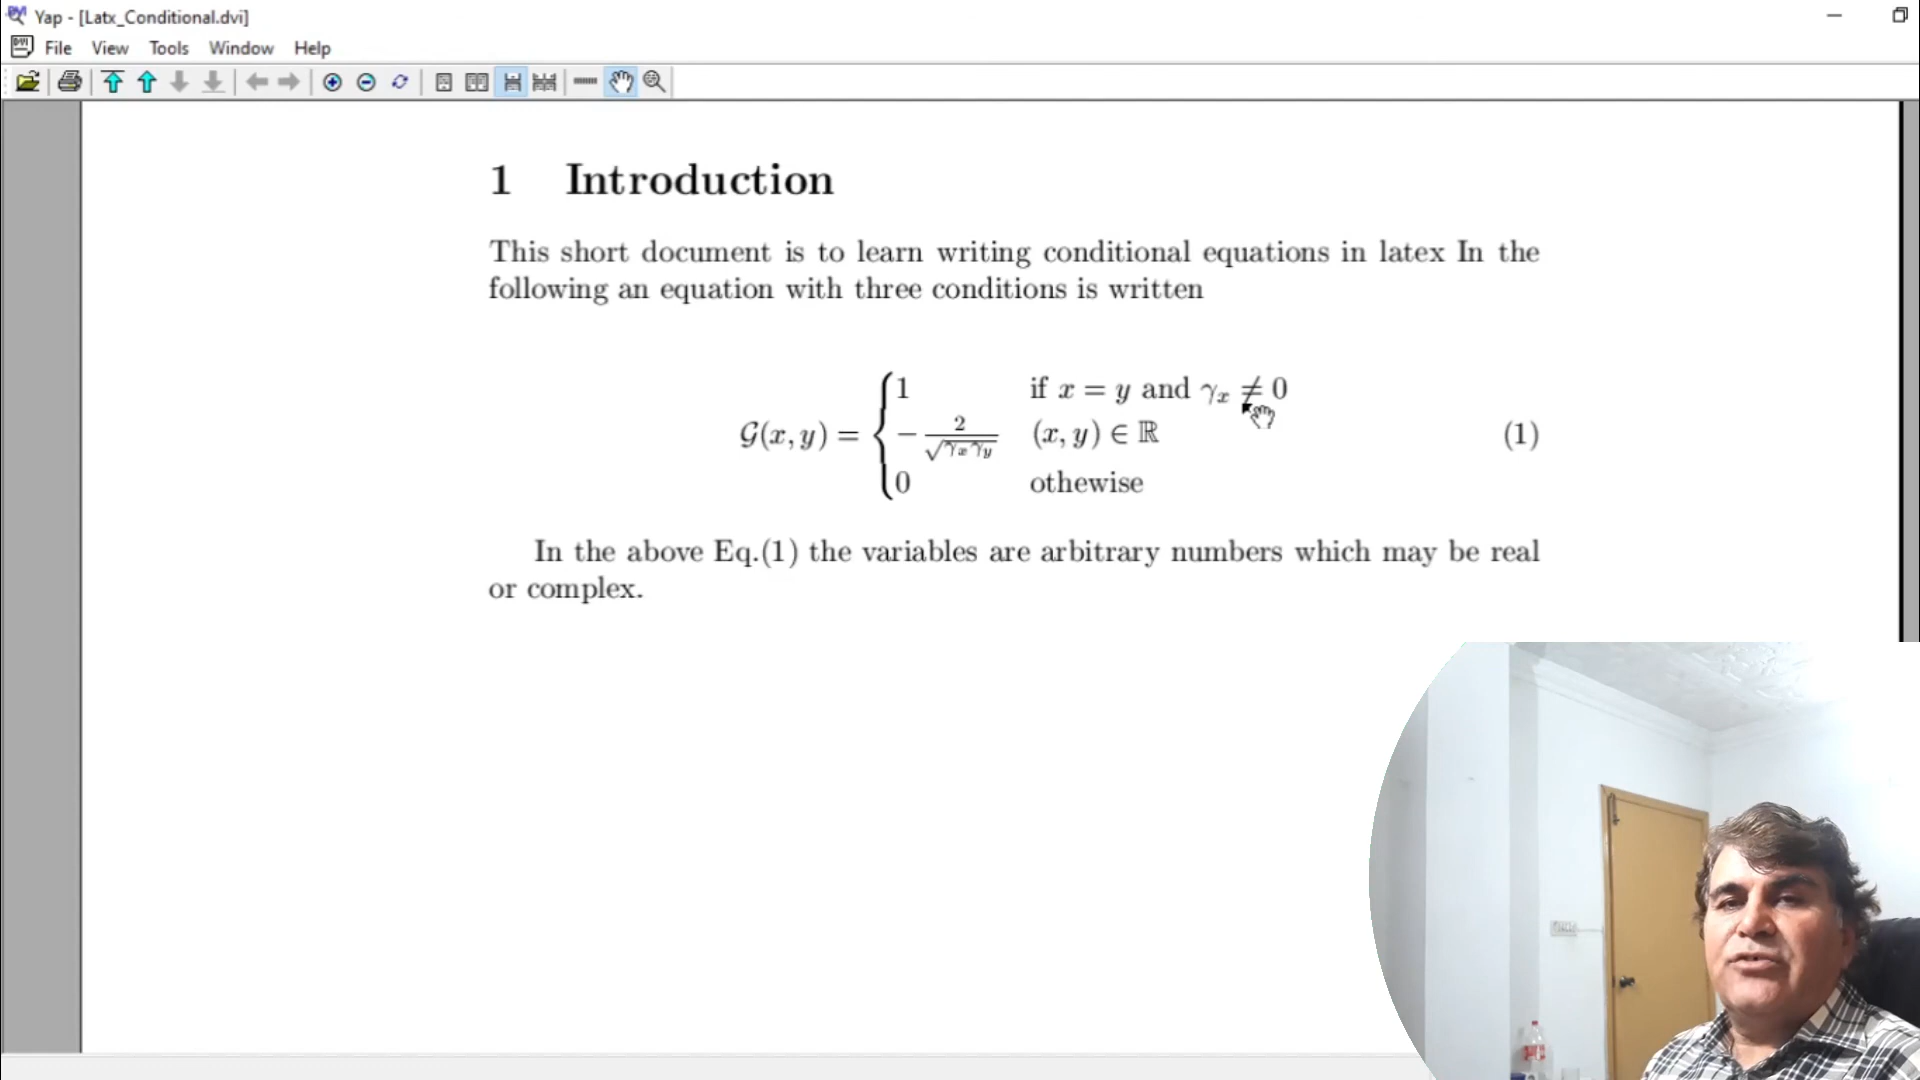 Yap - [Latx_Conditional.dvi]
File View Tools Window Help
1 Introduction
This short document is to learn writing conditional equations in latex In the
following an equation with three conditions is written
1 if x = y and γₓ ≠ 0
𝒢(x, y) = { − 2/√(γₓγᵧ) (x, y) ∈ ℝ (1)
0 othewise
In the above Eq.(1) the variables are arbitrary numbers which may be real
or complex.